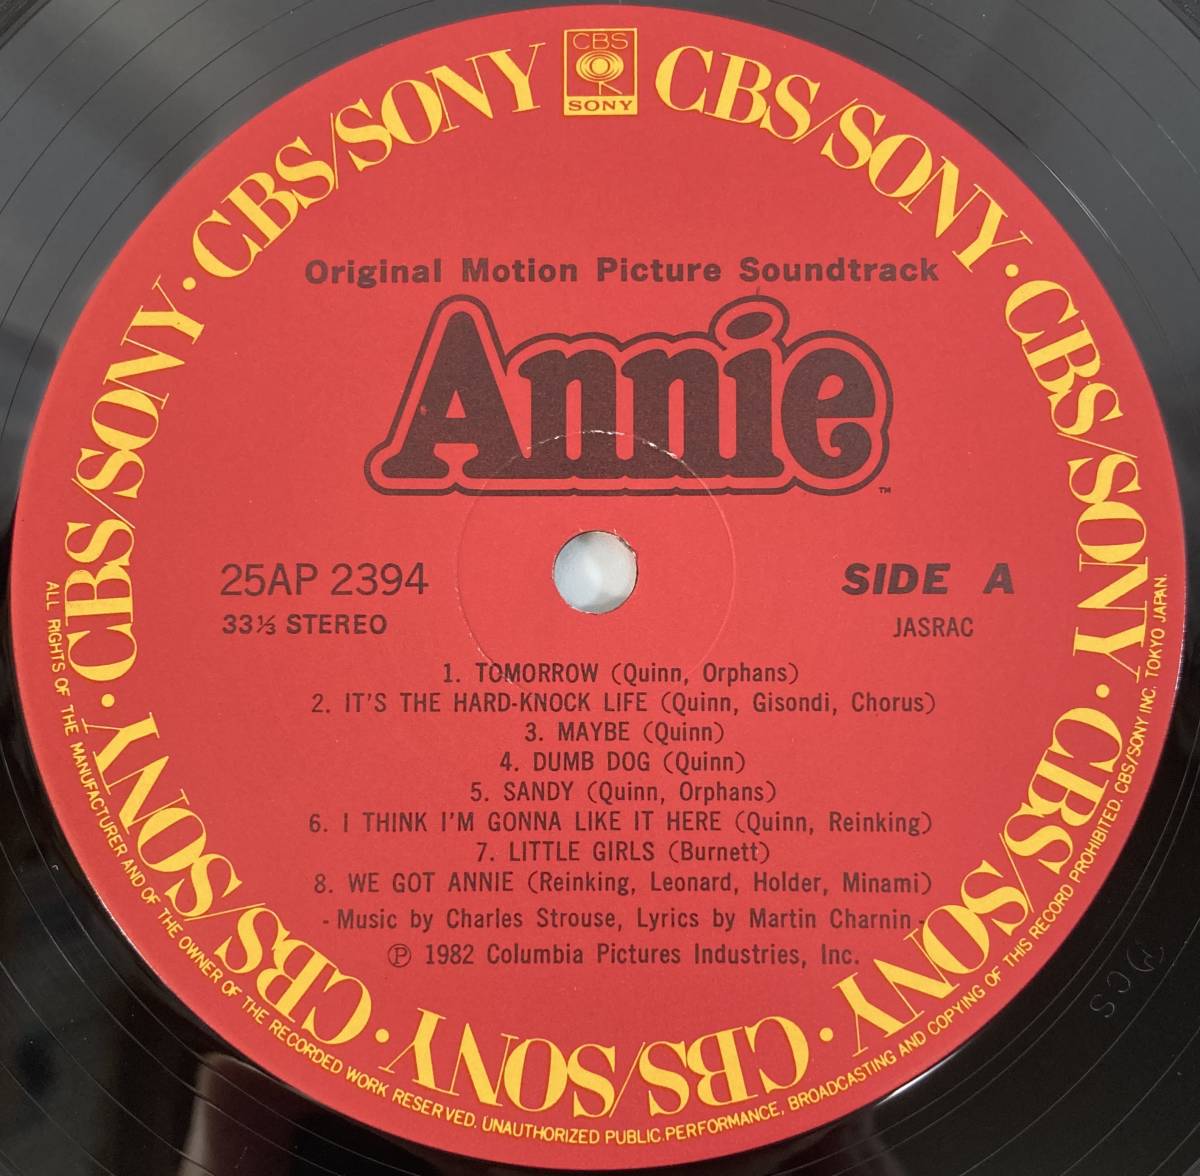 CBS
SONY
CBS/SONY · CBS/SONY · CBS/SONY · CBS/SONY · CBS/SONY · CBS/SONY · CBS/SONY · CBS/SONY · CBS/SONY · CBS/SONY
Original Motion Picture Soundtrack
Annie
™
25AP 2394
33⅓ STEREO
SIDE A
JASRAC
1. TOMORROW (Quinn, Orphans)
2. IT'S THE HARD-KNOCK LIFE (Quinn, Gisondi, Chorus)
3. MAYBE (Quinn)
4. DUMB DOG (Quinn)
5. SANDY (Quinn, Orphans)
6. I THINK I'M GONNA LIKE IT HERE (Quinn, Reinking)
7. LITTLE GIRLS (Burnett)
8. WE GOT ANNIE (Reinking, Leonard, Holder, Minami)
- Music by Charles Strouse, Lyrics by Martin Charnin -
℗ 1982 Columbia Pictures Industries, Inc.
ALL RIGHTS OF THE MANUFACTURER AND OF THE OWNER OF THE RECORDED WORK RESERVED. UNAUTHORIZED PUBLIC.PERFORMANCE, BROADCASTING AND COPYING OF THIS RECORD PROHIBITED. CBS/SONY INC. TOKYO JAPAN.